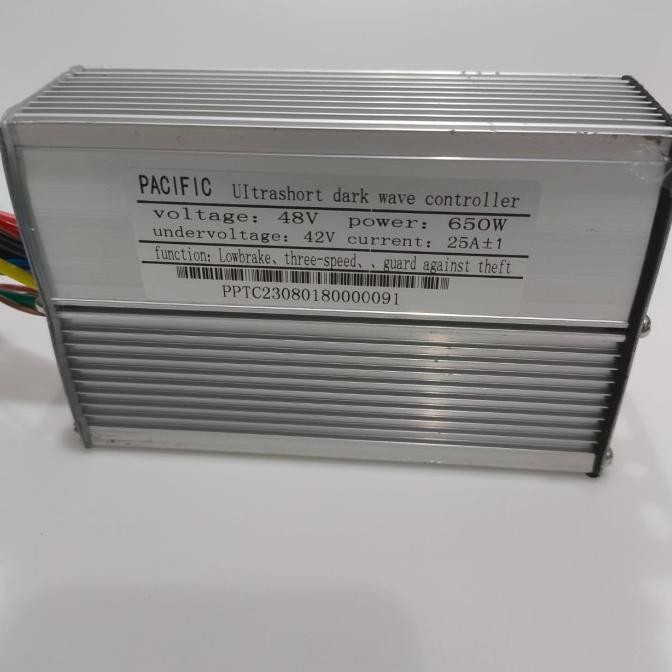 PACIFIC UItrashort dark wave controller
voltage: 48V power: 650W
undervoltage: 42V current: 25A±1
function: Lowbrake、three-speed、、guard against theft
PPTC23080180000091